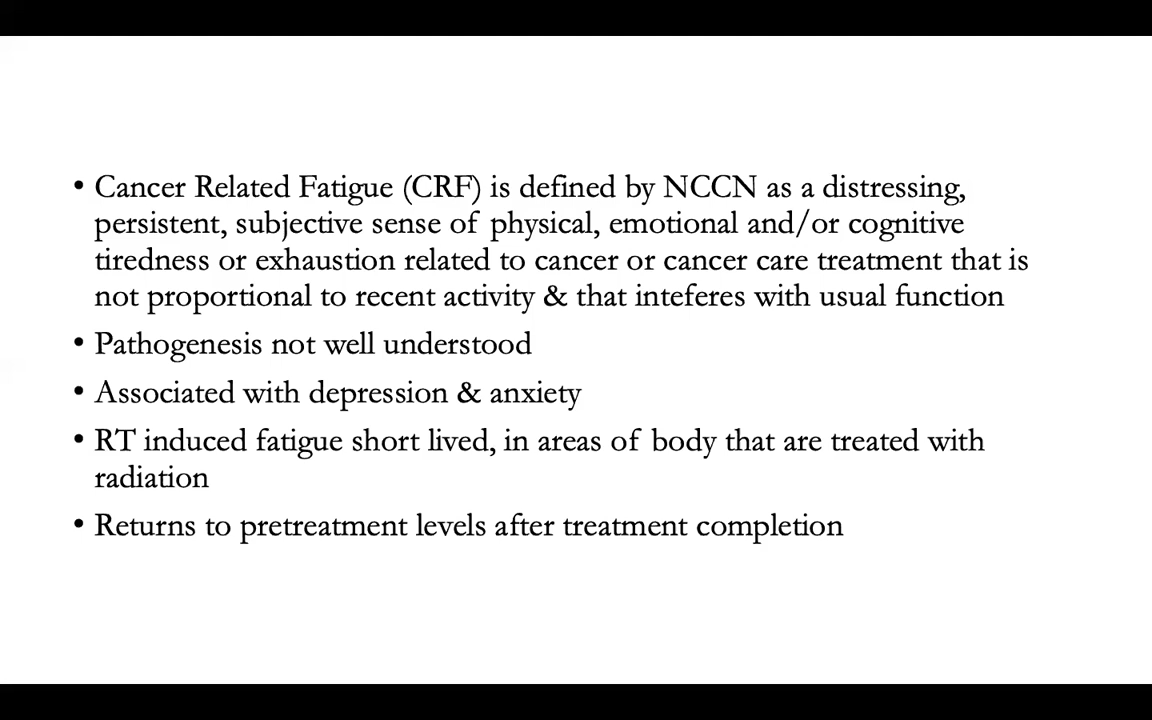 • Cancer Related Fatigue (CRF) is defined by NCCN as a distressing,
persistent, subjective sense of physical, emotional and/or cognitive
tiredness or exhaustion related to cancer or cancer care treatment that is
not proportional to recent activity & that inteferes with usual function
• Pathogenesis not well understood
• Associated with depression & anxiety
• RT induced fatigue short lived, in areas of body that are treated with
radiation
• Returns to pretreatment levels after treatment completion